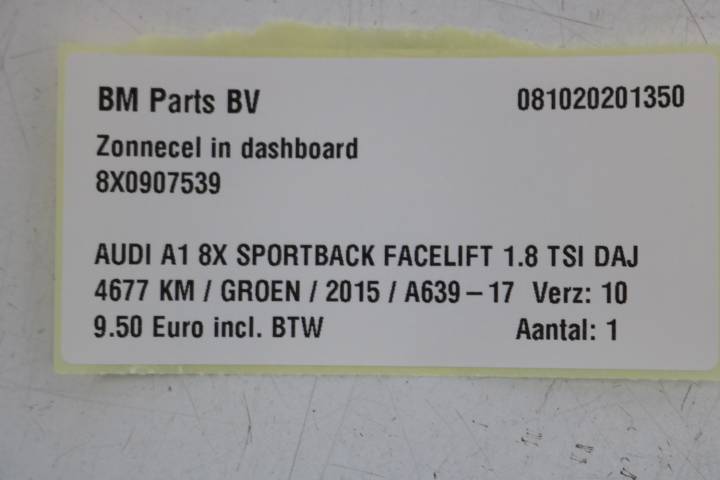 BM Parts BV 081020201350
Zonnecel in dashboard
8X0907539
AUDI A1 8X SPORTBACK FACELIFT 1.8 TSI DAJ
4677 KM / GROEN / 2015 / A639 – 17 Verz: 10
9.50 Euro incl. BTW Aantal: 1